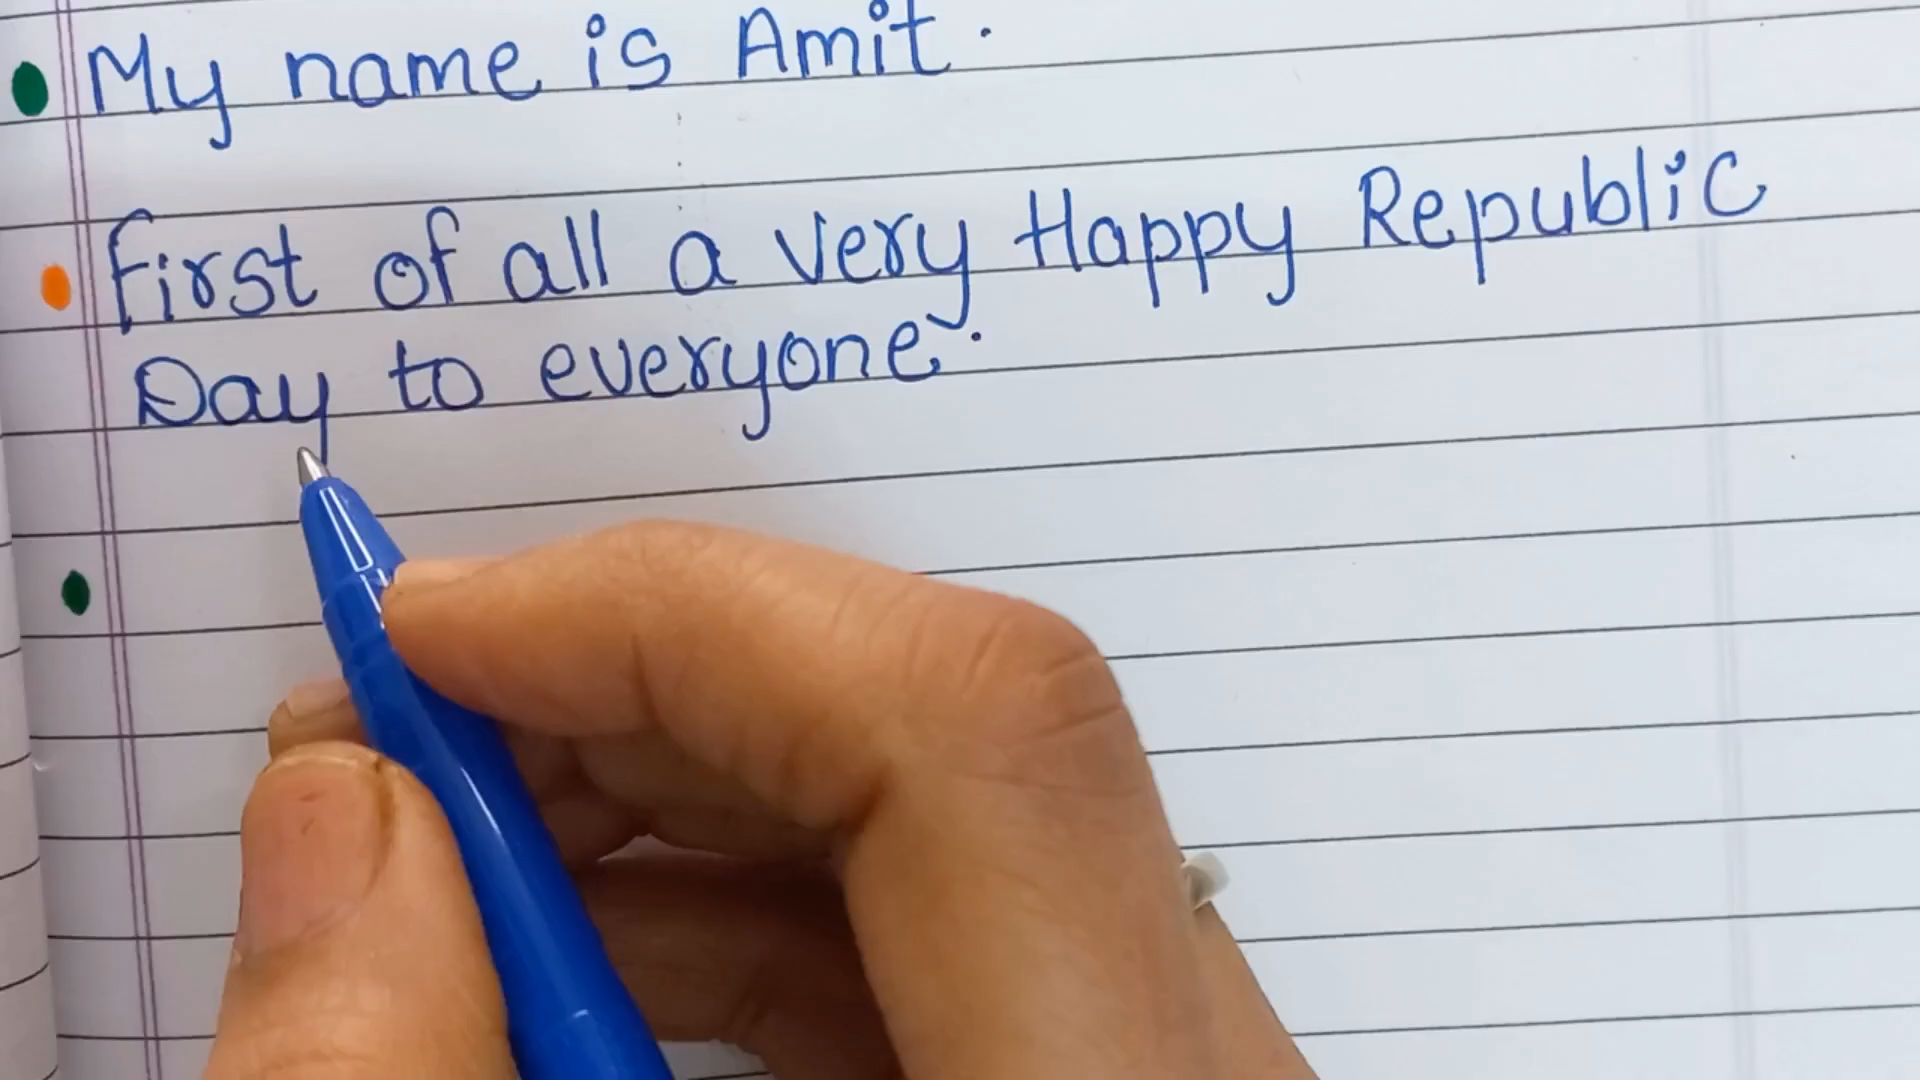 My name is Amit.
First of all a very Happy Republic
Day to everyone.